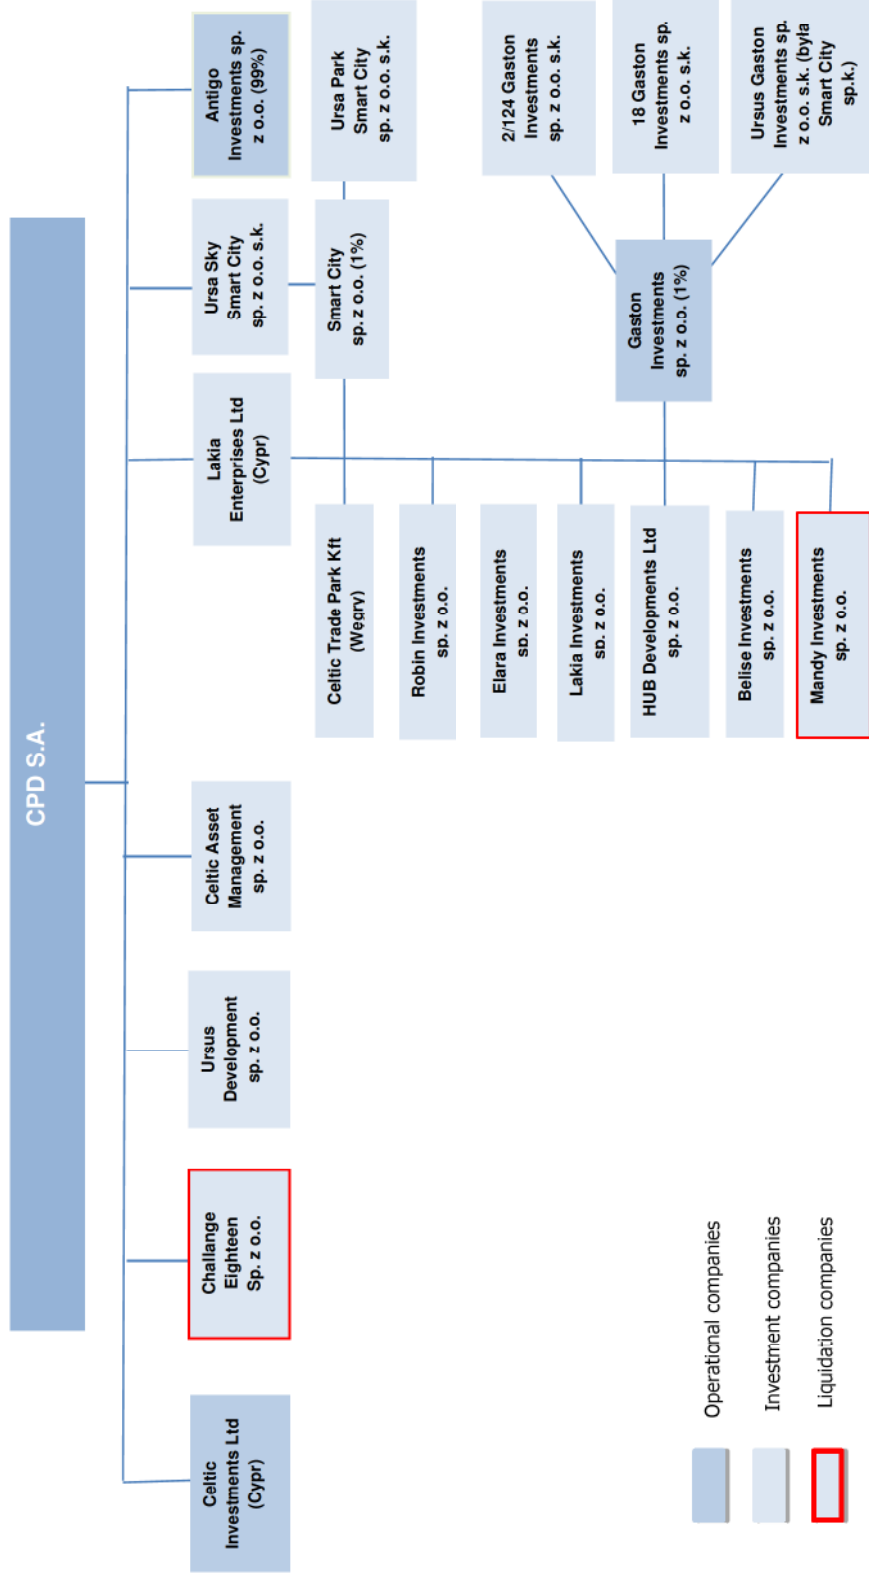 CPD S.A.
Celtic
Investments Ltd
(Cypr)
Challange
Eighteen
Sp. z o.o.
Ursus
Development
sp. z o.o.
Celtic Asset
Management
sp. z o.o.
Lakia
Enterprises Ltd
(Cypr)
Ursa Sky
Smart City
sp. z o.o. s.k.
Antigo
Investments sp.
z o.o. (99%)
Celtic Trade Park Kft
(Węgry)
Smart City
sp. z o.o. (1%)
Ursa Park
Smart City
sp. z o.o. s.k.
Robin Investments
sp. z o.o.
Elara Investments
sp. z o.o.
Lakia Investments
sp. z o.o.
HUB Developments Ltd
sp. z o.o.
Belise Investments
sp. z o.o.
Mandy Investments
sp. z o.o.
Gaston
Investments
sp. z o.o. (1%)
2/124 Gaston
Investments
sp. z o.o. s.k.
18 Gaston
Investments sp.
z o.o. s.k.
Ursus Gaston
Investments sp.
z o.o. s.k. (była
Smart City
sp.k.)
Operational companies
Investment companies
Liquidation companies